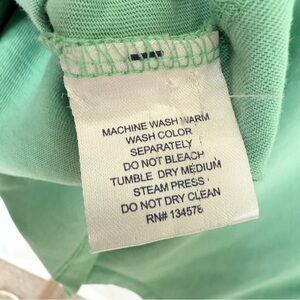 MACHINE WASH WARM
WASH COLOR
SEPARATELY
DO NOT BLEACH
TUMBLE DRY MEDIUM
STEAM PRESS
DO NOT DRY CLEAN
RN# 134576